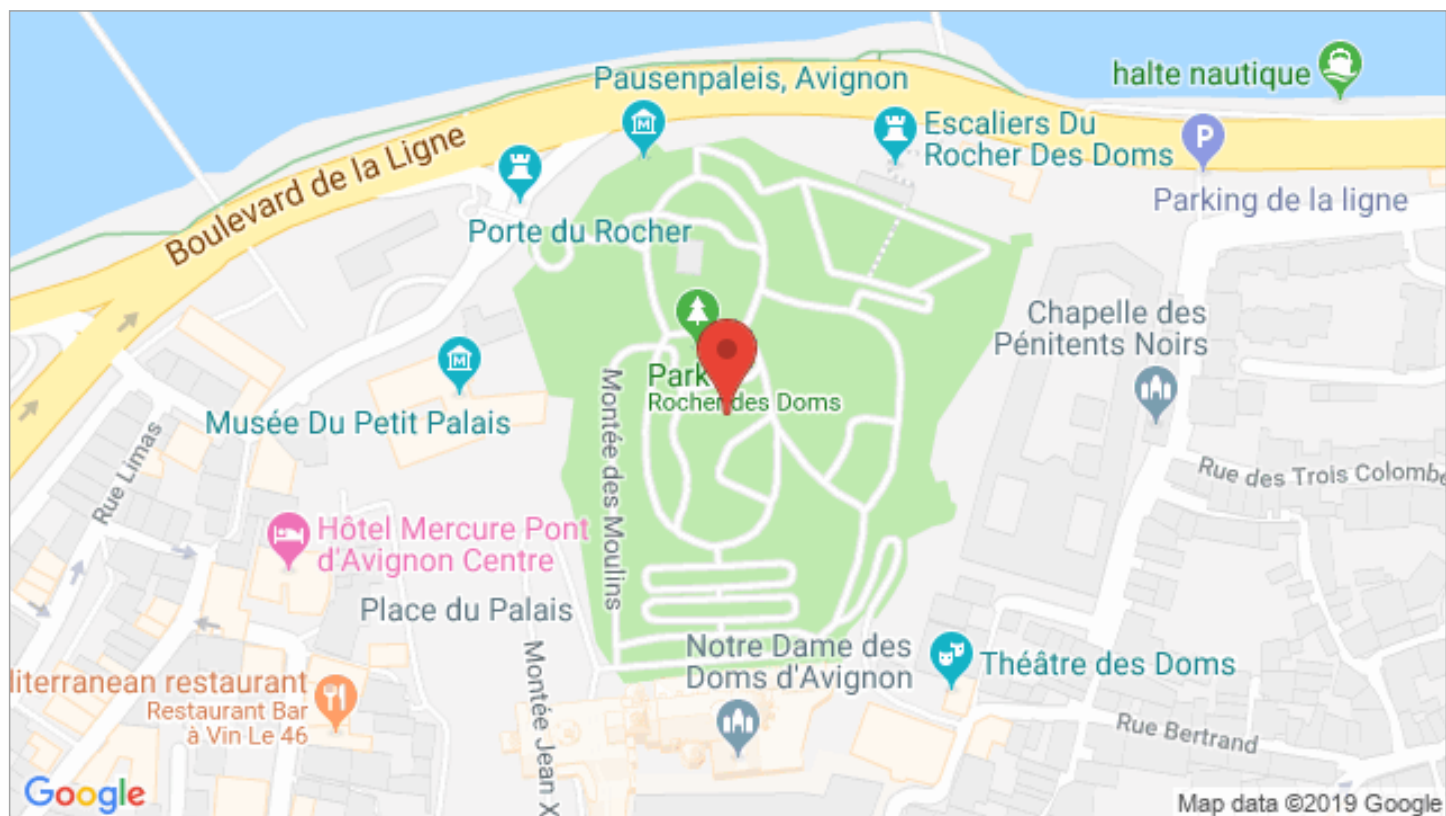 Pausenpaleis, Avignon
halte nautique
Escaliers Du
Rocher Des Doms
P
Boulevard de la Ligne
Parking de la ligne
Porte du Rocher
Chapelle des
Pénitents Noirs
Park
Rocher des Doms
Musée Du Petit Palais
Montée des Moulins
Rue Limas
Rue des Trois Colombe
Hôtel Mercure Pont
d'Avignon Centre
Place du Palais
Notre Dame des
Doms d'Avignon
Théâtre des Doms
Montée Jean X
literranean restaurant
Restaurant Bar
à Vin Le 46
Rue Bertrand
Google
Map data ©2019 Google